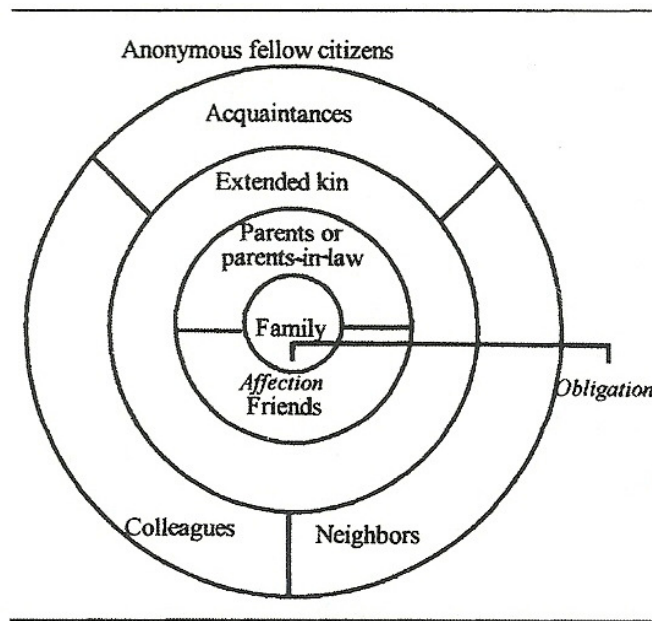 Anonymous fellow citizens
Acquaintances
Extended kin
Parents or
parents-in-law
Family
Affection
Friends
Obligation
Colleagues
Neighbors